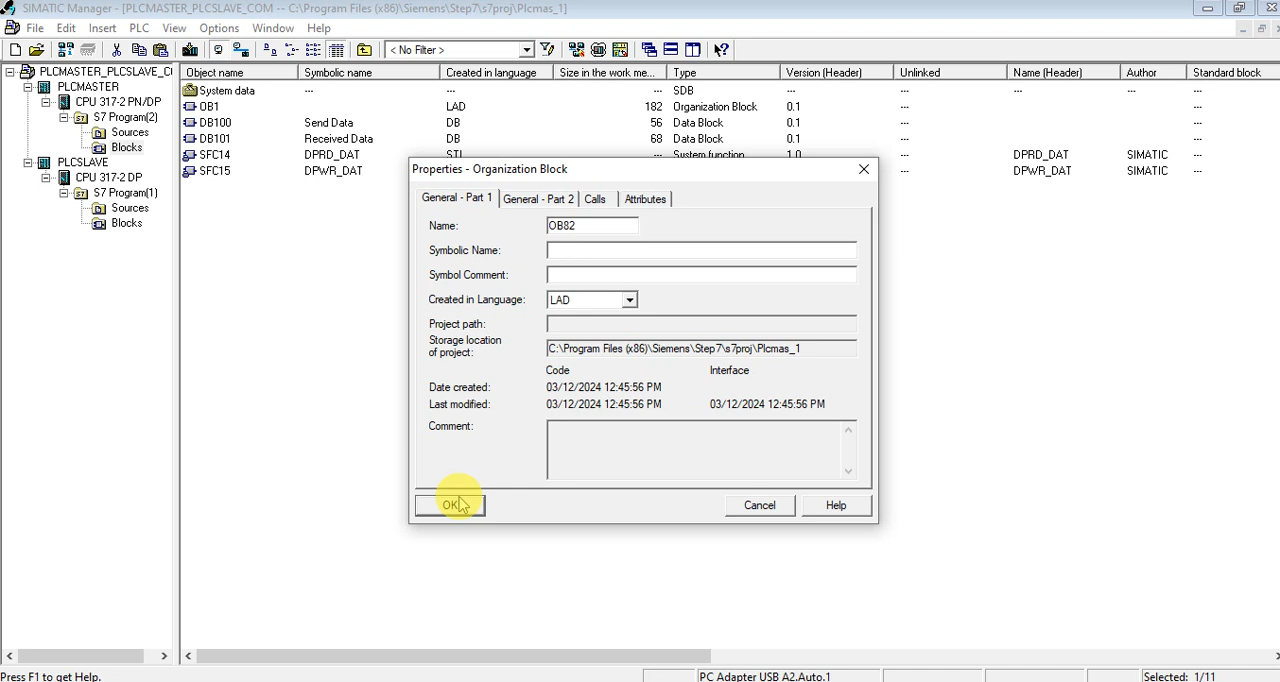 SIMATIC Manager - [PLCMASTER_PLCSLAVE_COM -- C:\Program Files (x86)\Siemens\Step7\s7proj\Plcmas_1]
File Edit Insert PLC View Options Window Help
< No Filter >
PLCMASTER_PLCSLAVE_C
PLCMASTER
CPU 317-2 PN/DP
S7 Program(2)
Sources
Blocks
PLCSLAVE
CPU 317-2 DP
S7 Program(1)
Sources
Blocks
Object name Symbolic name Created in language Size in the work me... Type Version (Header) Unlinked Name (Header) Author Standard block
System data --- --- --- SDB --- --- --- --- ---
OB1 LAD 182 Organization Block 0.1 --- ---
DB100 Send Data DB 56 Data Block 0.1 --- ---
DB101 Received Data DB 68 Data Block 0.1 --- ---
SFC14 DPRD_DAT STL --- System function 1.0 --- DPRD_DAT SIMATIC ---
SFC15 DPWR_DAT --- DPWR_DAT SIMATIC ---
Properties - Organization Block
General - Part 1 General - Part 2 Calls Attributes
Name: OB82
Symbolic Name:
Symbol Comment:
Created in Language: LAD
Project path:
Storage location
of project: C:\Program Files (x86)\Siemens\Step7\s7proj\Plcmas_1
Code Interface
Date created: 03/12/2024 12:45:56 PM
Last modified: 03/12/2024 12:45:56 PM 03/12/2024 12:45:56 PM
Comment:
OK Cancel Help
Press F1 to get Help. PC Adapter USB A2.Auto.1 Selected: 1/11